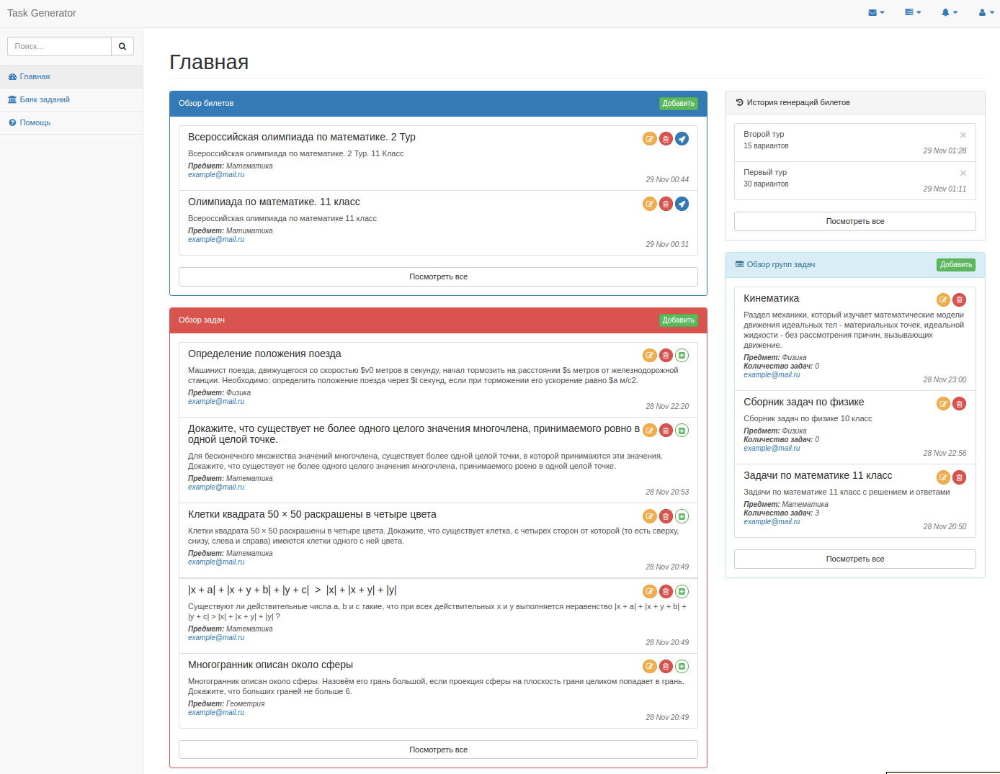 Task Generator
Поиск...
Главная
Банк заданий
Помощь
Главная
Обзор билетов
Добавить
Всероссийская олимпиада по математике. 2 Тур
Всероссийская олимпиада по математике. 2 Тур. 11 Класс
Предмет: Математика
example@mail.ru
29 Nov 00:44
Олимпиада по математике. 11 класс
Всероссийская олимпиада по математике 11 класс
Предмет: Матиматика
example@mail.ru
29 Nov 00:31
Посмотреть все
Обзор задач
Добавить
Определение положения поезда
Машинист поезда, движущегося со скоростью $v0 метров в секунду, начал тормозить на расстоянии $s метров от железнодорожной
станции. Необходимо: определить положение поезда через $t секунд, если при торможении его ускорение равно $a м/с2.
Предмет: Физика
example@mail.ru
28 Nov 22:20
Докажите, что существует не более одного целого значения многочлена, принимаемого ровно в
одной целой точке.
Для бесконечного множества значений многочлена, существует более одной целой точки, в которой принимаются эти значения.
Докажите, что существует не более одного целого значения многочлена, принимаемого ровно в одной целой точке.
Предмет: Математика
example@mail.ru
28 Nov 20:53
Клетки квадрата 50 × 50 раскрашены в четыре цвета
Клетки квадрата 50 × 50 раскрашены в четыре цвета. Докажите, что существует клетка, с четырех сторон от которой (то есть сверху,
снизу, слева и справа) имеются клетки одного с ней цвета.
Предмет: Математика
example@mail.ru
28 Nov 20:49
|x + a| + |x + y + b| + |y + c| > |x| + |x + y| + |y|
Существуют ли действительные числа a, b и c такие, что при всех действительных x и y выполняется неравенство |x + a| + |x + y + b| +
|y + c| > |x| + |x + y| + |y| ?
Предмет: Математика
example@mail.ru
28 Nov 20:49
Многогранник описан около сферы
Многогранник описан около сферы. Назовём его грань большой, если проекция сферы на плоскость грани целиком попадает в грань.
Докажите, что больших граней не больше 6.
Предмет: Геометрия
example@mail.ru
28 Nov 20:49
Посмотреть все
История генераций билетов
Второй тур
15 вариантов
29 Nov 01:28
Первый тур
30 вариантов
29 Nov 01:11
Посмотреть все
Обзор групп задач
Добавить
Кинематика
Раздел механики, который изучает математические модели
движения идеальных тел - материальных точек, идеальной
жидкости - без рассмотрения причин, вызывающих
движение.
Предмет: Физика
Количество задач: 0
example@mail.ru
28 Nov 23:00
Сборник задач по физике
Сборник задач по физике 10 класс
Предмет: Физика
Количество задач: 0
example@mail.ru
28 Nov 22:56
Задачи по математике 11 класс
Задачи по математике 11 класс с решением и ответами
Предмет: Математика
Количество задач: 3
example@mail.ru
28 Nov 20:50
Посмотреть все